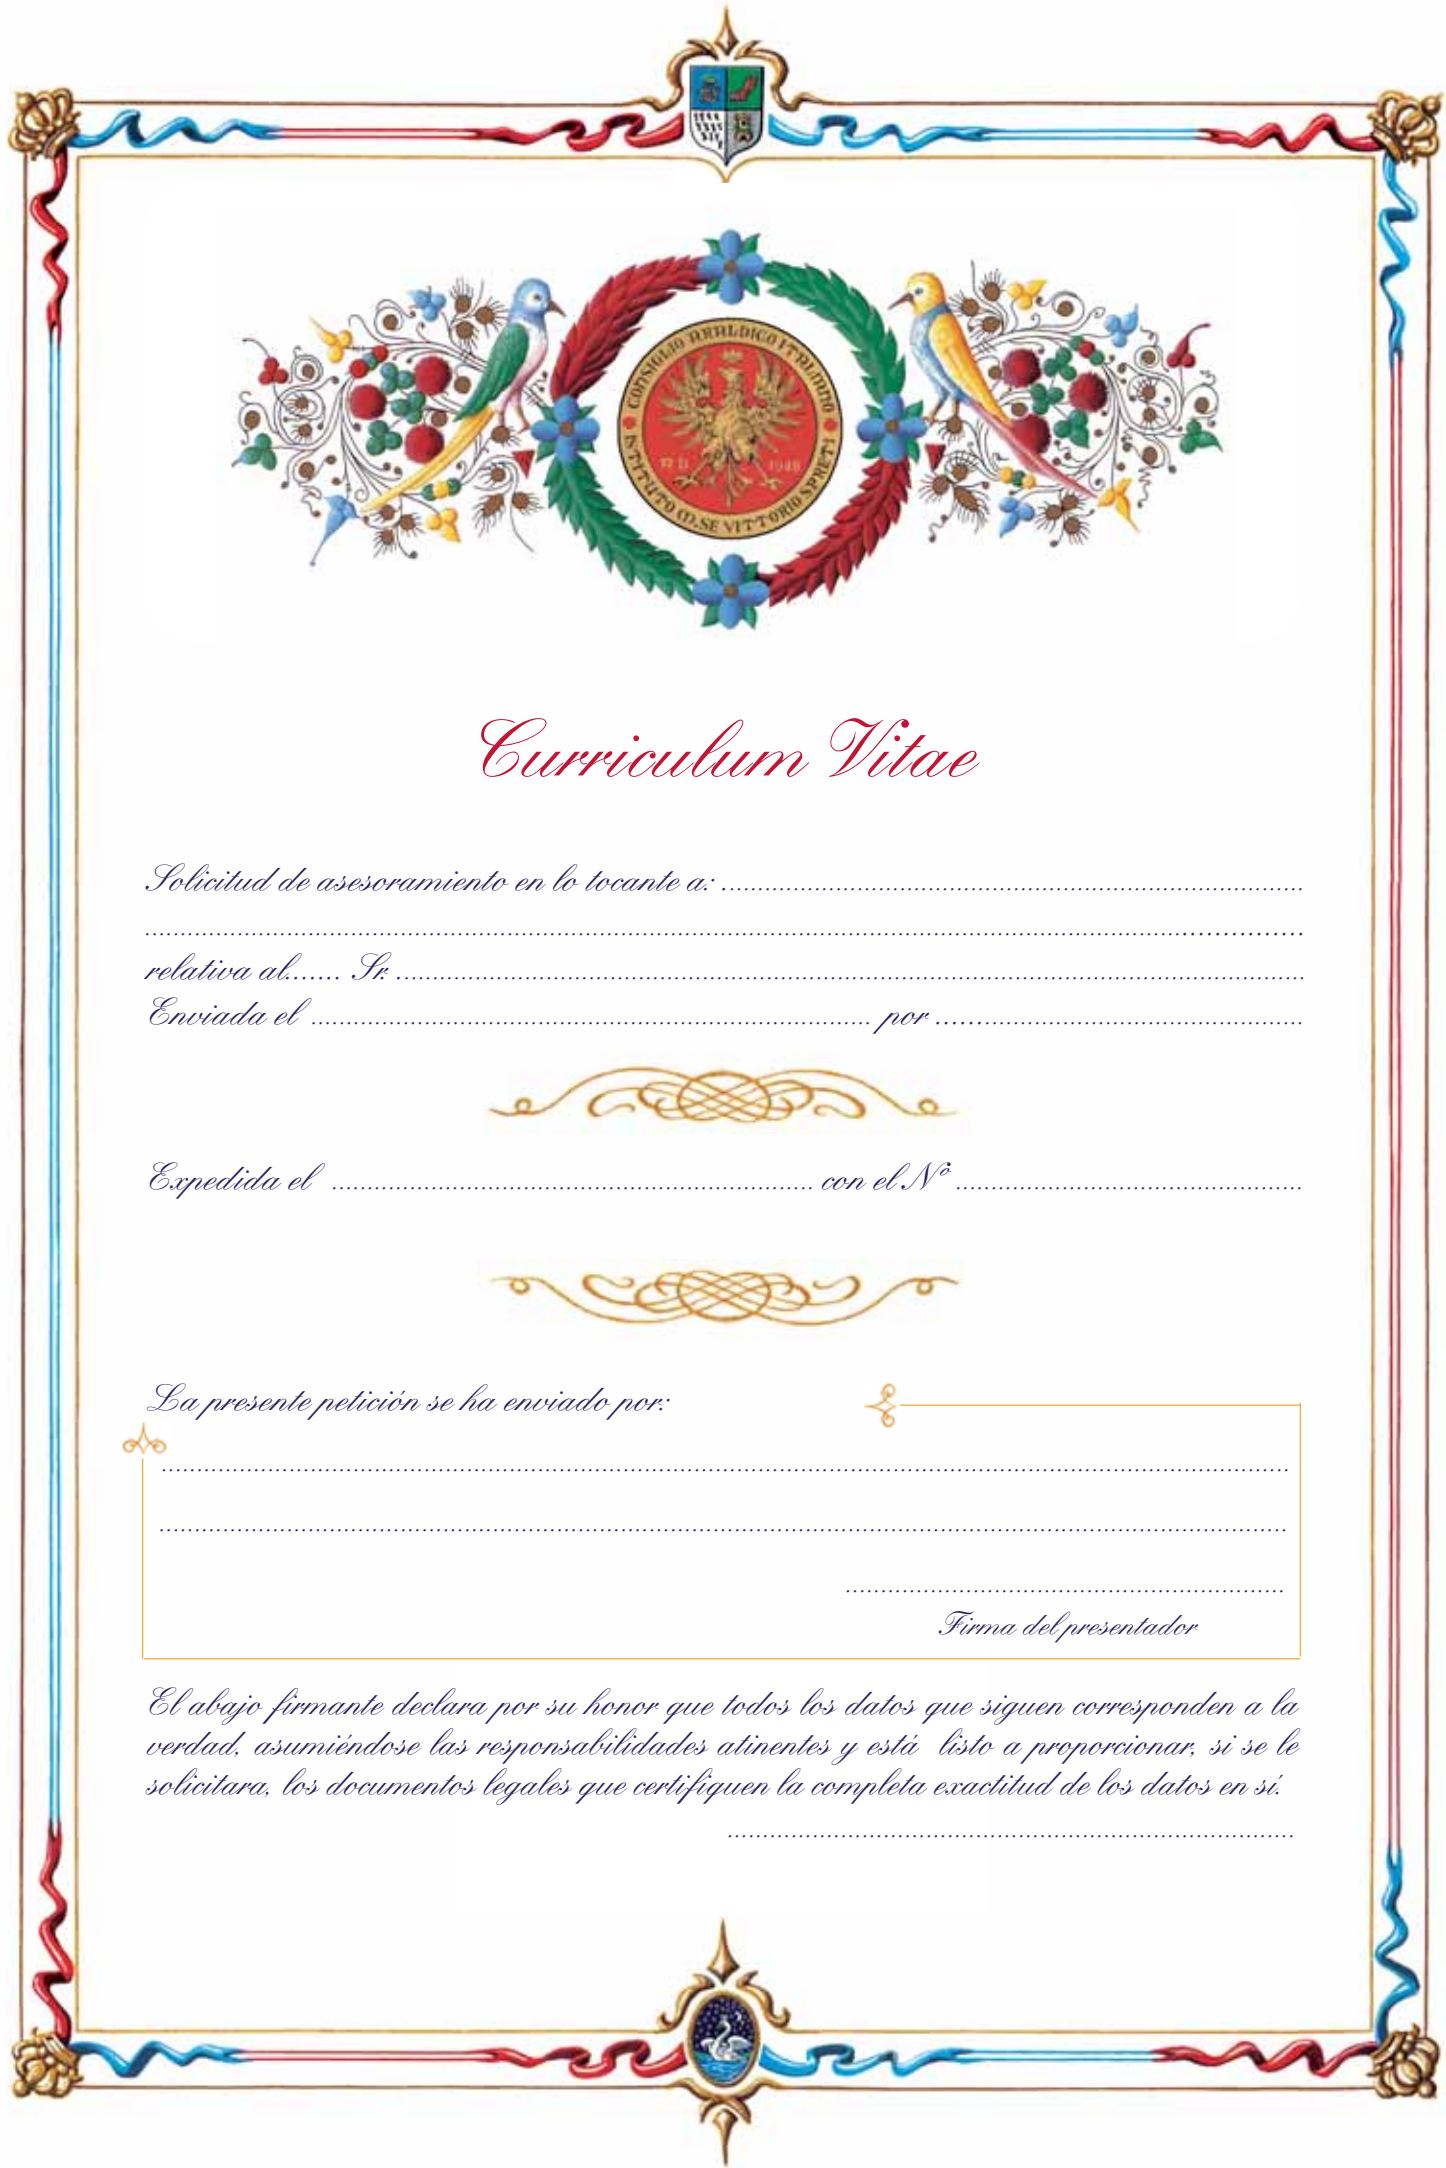 CONSIGLIO ARALDICO ITALIANO
ISTITUTO M.SE VITTORIO SPRETI
A D 1948
Curriculum Vitae
Solicitud de asesoramiento en lo tocante a: ................................................................................
................................................................................................................................................................
relativa al....... Sr. ................................................................................................................................
Enviada el ............................................................................... por ....................................................
Expedida el .................................................................... con el Nº .................................................
La presente petición se ha enviado por:
................................................................................................................................................................
................................................................................................................................................................
..............................................................
Firma del presentador
El abajo firmante declara por su honor que todos los datos que siguen corresponden a la
verdad, asumiéndose las responsabilidades atinentes y está listo a proporcionar, si se le
solicitara, los documentos legales que certifiquen la completa exactitud de los datos en sí.
................................................................................